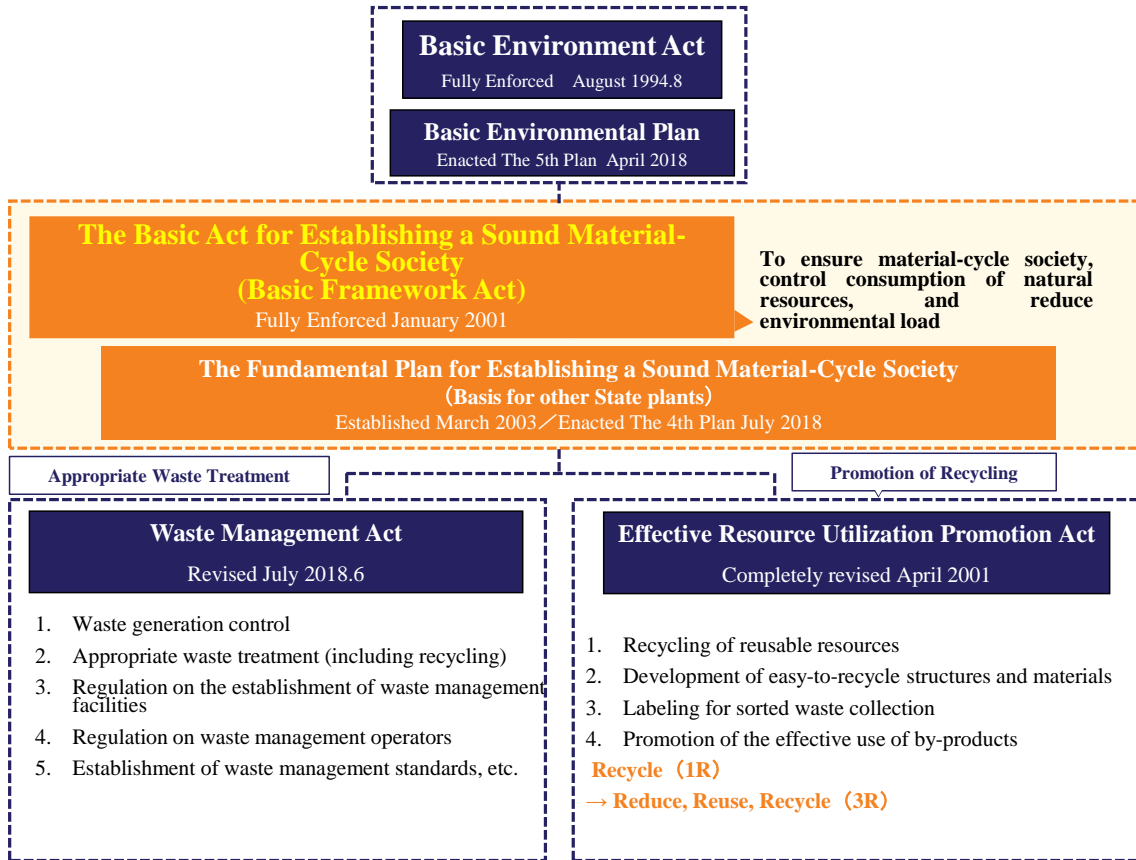 Basic Environment Act
Fully Enforced August 1994.8
Basic Environmental Plan
Enacted The 5th Plan April 2018
The Basic Act for Establishing a Sound Material-
Cycle Society
(Basic Framework Act)
Fully Enforced January 2001
To ensure material-cycle society,
control consumption of natural
resources, and reduce
environmental load
The Fundamental Plan for Establishing a Sound Material-Cycle Society
（Basis for other State plants）
Established March 2003／Enacted The 4th Plan July 2018
Appropriate Waste Treatment
Promotion of Recycling
Waste Management Act
Revised July 2018.6
1. Waste generation control
2. Appropriate waste treatment (including recycling)
3. Regulation on the establishment of waste management
facilities
4. Regulation on waste management operators
5. Establishment of waste management standards, etc.
Effective Resource Utilization Promotion Act
Completely revised April 2001
1. Recycling of reusable resources
2. Development of easy-to-recycle structures and materials
3. Labeling for sorted waste collection
4. Promotion of the effective use of by-products
Recycle（1R）
→ Reduce, Reuse, Recycle（3R）